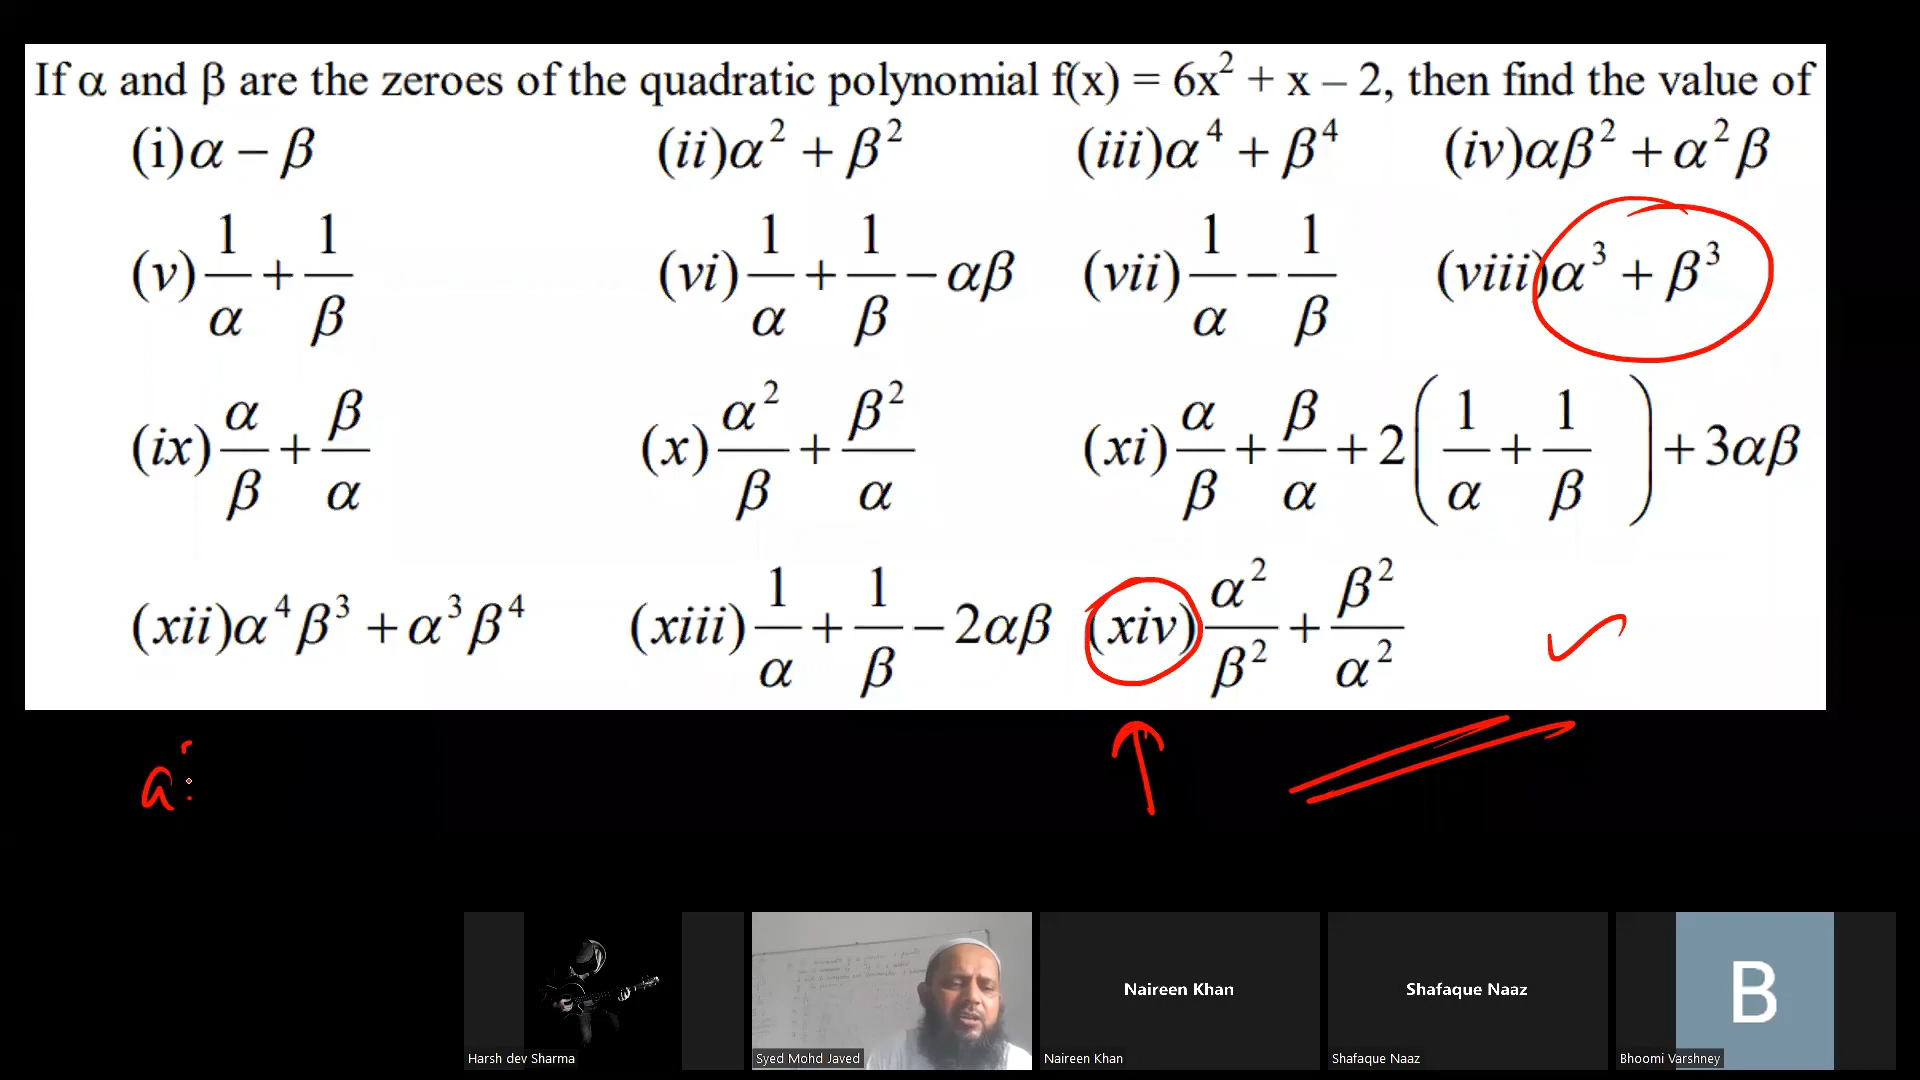 If α and β are the zeroes of the quadratic polynomial f(x) = 6x² + x – 2, then find the value of
(i)α − β (ii)α² + β² (iii)α⁴ + β⁴ (iv)αβ² + α²β
(v) 1/α + 1/β (vi) 1/α + 1/β − αβ (vii) 1/α − 1/β (viii)α³ + β³
(ix) α/β + β/α (x) α²/β + β²/α (xi) α/β + β/α + 2(1/α + 1/β) + 3αβ
(xii)α⁴β³ + α³β⁴ (xiii) 1/α + 1/β − 2αβ (xiv) α²/β² + β²/α²
a
B
Naireen Khan
Shafaque Naaz
Harsh dev Sharma
Syed Mohd Javed
Naireen Khan
Shafaque Naaz
Bhoomi Varshney